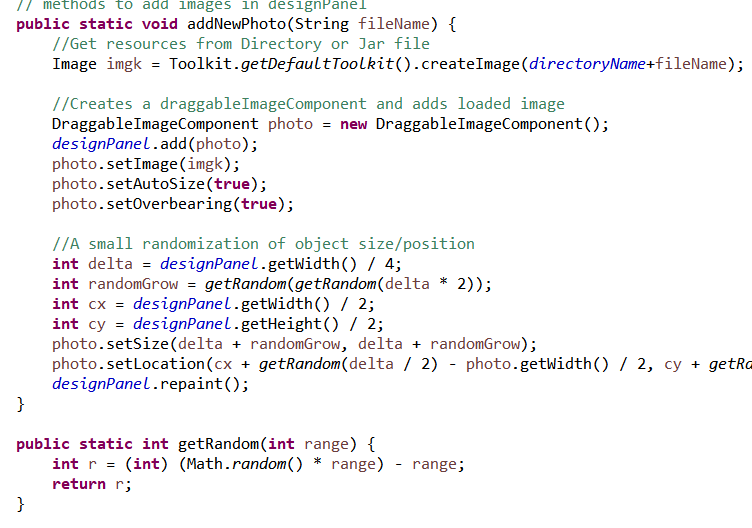 // methods to add images in designPanel
public static void addNewPhoto(String fileName) {
//Get resources from Directory or Jar file
Image imgk = Toolkit.getDefaultToolkit().createImage(directoryName+fileName);
//Creates a draggableImageComponent and adds loaded image
DraggableImageComponent photo = new DraggableImageComponent();
designPanel.add(photo);
photo.setImage(imgk);
photo.setAutoSize(true);
photo.setOverbearing(true);
//A small randomization of object size/position
int delta = designPanel.getWidth() / 4;
int randomGrow = getRandom(getRandom(delta * 2));
int cx = designPanel.getWidth() / 2;
int cy = designPanel.getHeight() / 2;
photo.setSize(delta + randomGrow, delta + randomGrow);
photo.setLocation(cx + getRandom(delta / 2) - photo.getWidth() / 2, cy + getRa
designPanel.repaint();
}
public static int getRandom(int range) {
int r = (int) (Math.random() * range) - range;
return r;
}